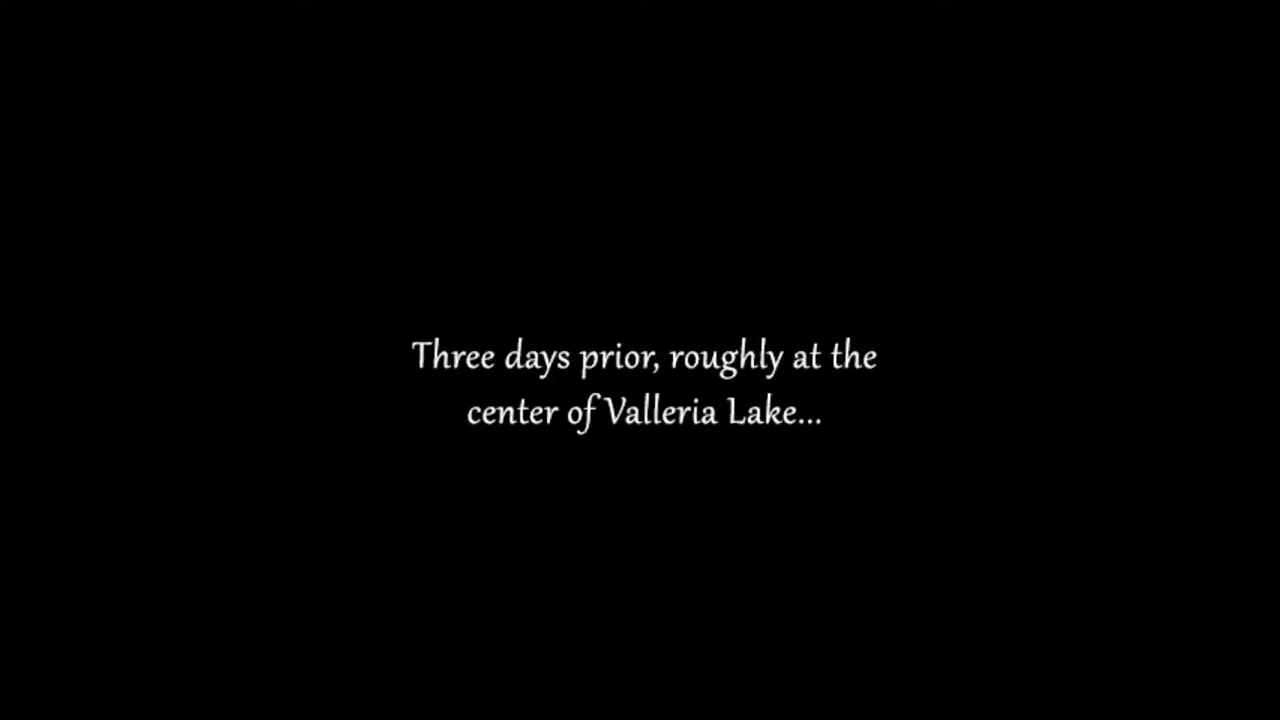 Three days prior, roughly at the
center of Valleria Lake...